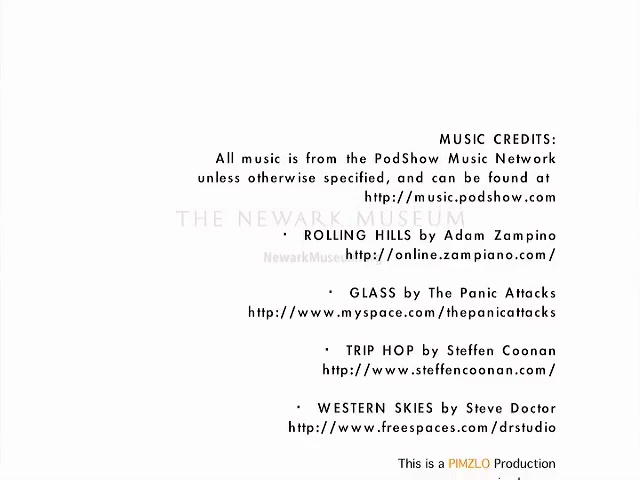 MUSIC CREDITS:
All music is from the PodShow Music Network
unless otherwise specified, and can be found at
http://music.podshow.com
THE NEWARK MUSEUM
· ROLLING HILLS by Adam Zampino
http://online.zampiano.com/
· GLASS by The Panic Attacks
http://www.myspace.com/thepanicattacks
· TRIP HOP by Steffen Coonan
http://www.steffencoonan.com/
· WESTERN SKIES by Steve Doctor
http://www.freespaces.com/drstudio
This is a PIMZLO Production